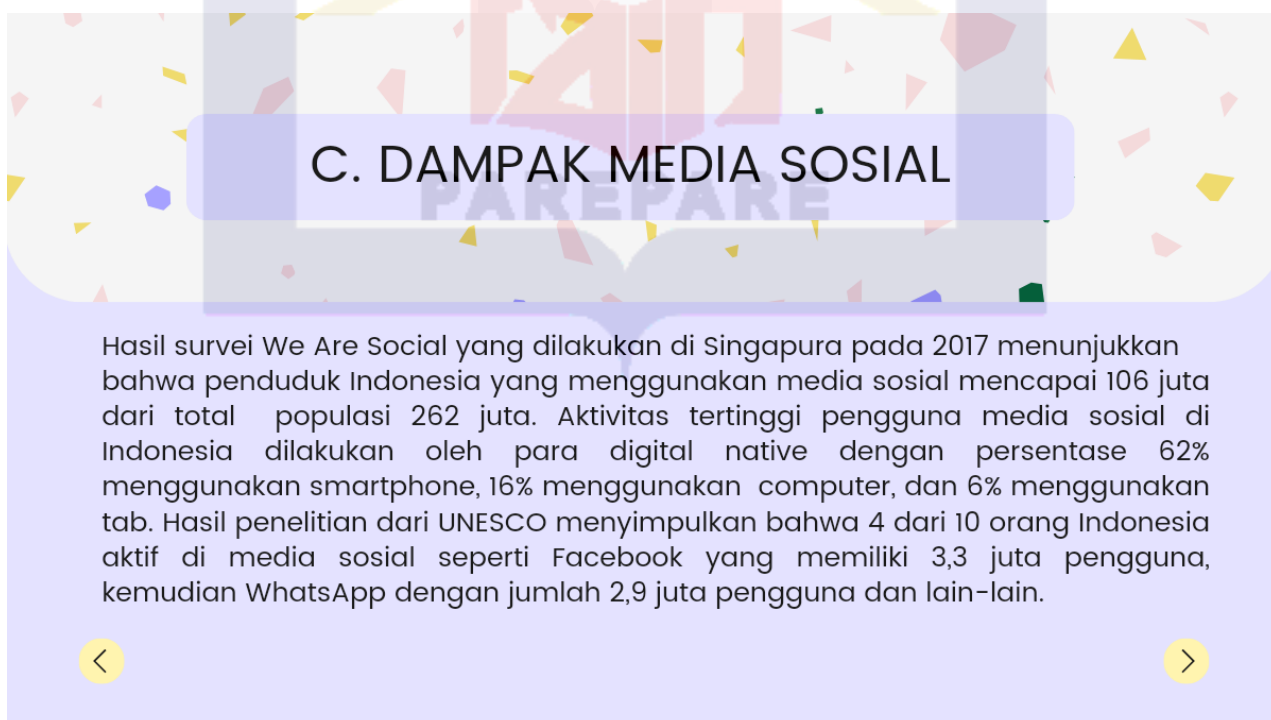 C. DAMPAK MEDIA SOSIAL
PAREPARE
Hasil survei We Are Social yang dilakukan di Singapura pada 2017 menunjukkan
bahwa penduduk Indonesia yang menggunakan media sosial mencapai 106 juta
dari total populasi 262 juta. Aktivitas tertinggi pengguna media sosial di
Indonesia dilakukan oleh para digital native dengan persentase 62%
menggunakan smartphone, 16% menggunakan computer, dan 6% menggunakan
tab. Hasil penelitian dari UNESCO menyimpulkan bahwa 4 dari 10 orang Indonesia
aktif di media sosial seperti Facebook yang memiliki 3,3 juta pengguna,
kemudian WhatsApp dengan jumlah 2,9 juta pengguna dan lain-lain.